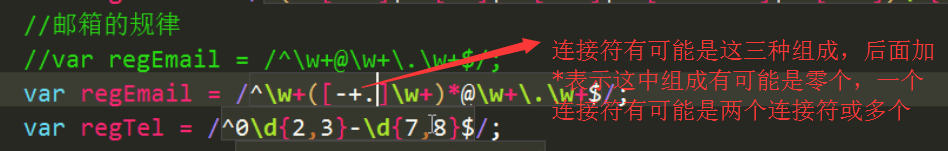 //邮箱的规律
//var regEmail = /^\w+@\w+\.\w+$/;
var regEmail = /^\w+([-+.]\w+)*@\w+\.\w+$/;
var regTel = /^0\d{2,3}-\d{7,8}$/;
连接符有可能是这三种组成，后面加
*表示这中组成有可能是零个，一个
连接符有可能是两个连接符或多个